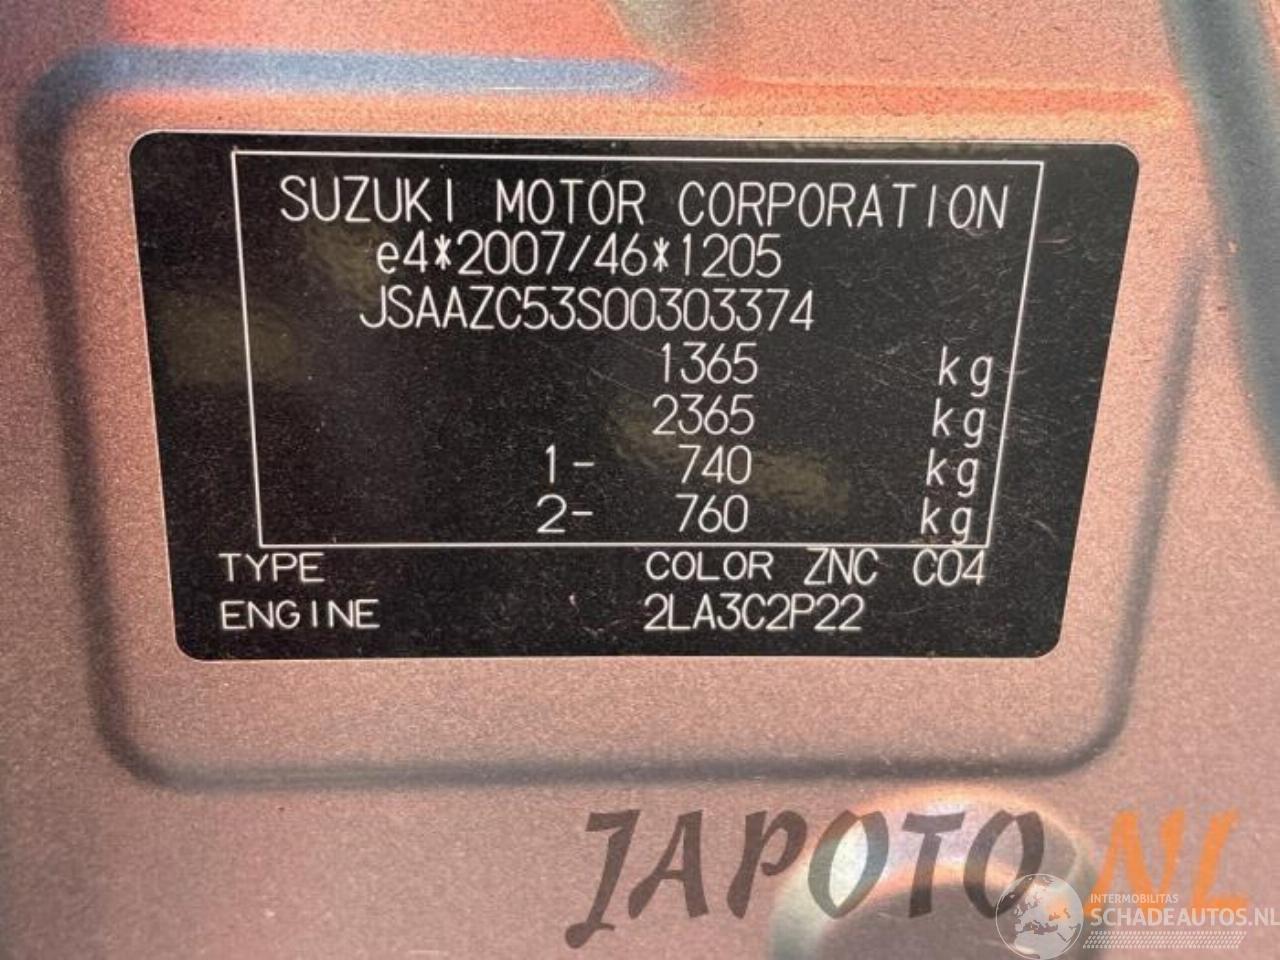 SUZUKI MOTOR CORPORATION
e4*2007/46*1205
JSAAZC53S00303374
1365 kg
2365 kg
1- 740 kg
2- 760 kg
TYPE COLOR ZNC C04
ENGINE 2LA3C2P22
JAPOTO.NL
INTERMOBILITAS
SCHADEAUTOS.NL